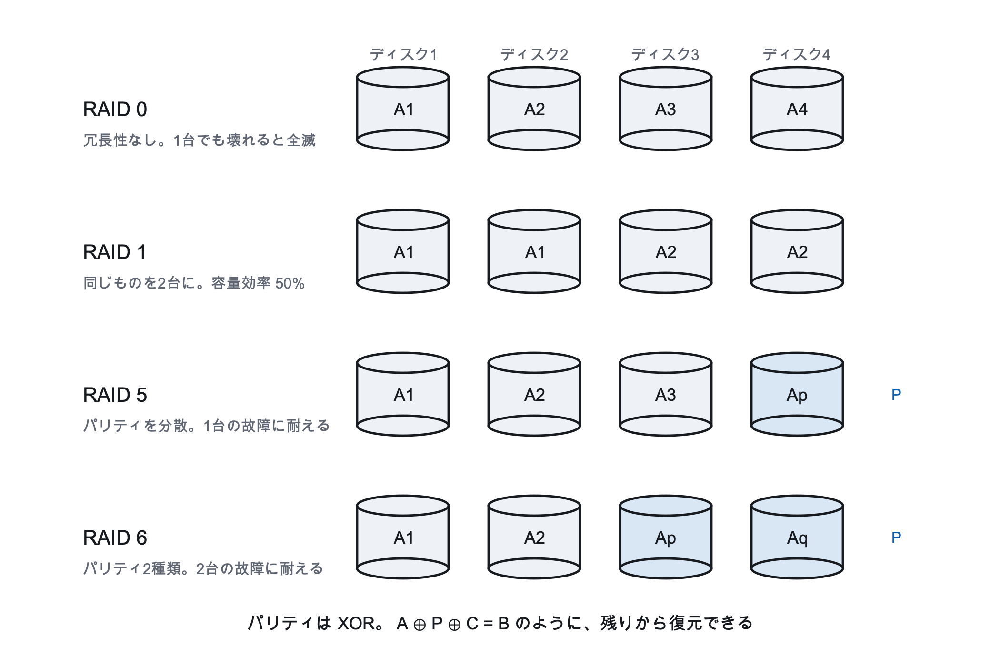 ディスク1 ディスク2 ディスク3 ディスク4
RAID 0
冗長性なし。1台でも壊れると全滅
A1 A2 A3 A4
RAID 1
同じものを2台に。容量効率 50%
A1 A1 A2 A2
RAID 5
パリティを分散。1台の故障に耐える
A1 A2 A3 Ap P
RAID 6
パリティ2種類。2台の故障に耐える
A1 A2 Ap Aq P
パリティは XOR。 A ⊕ P ⊕ C = B のように、残りから復元できる